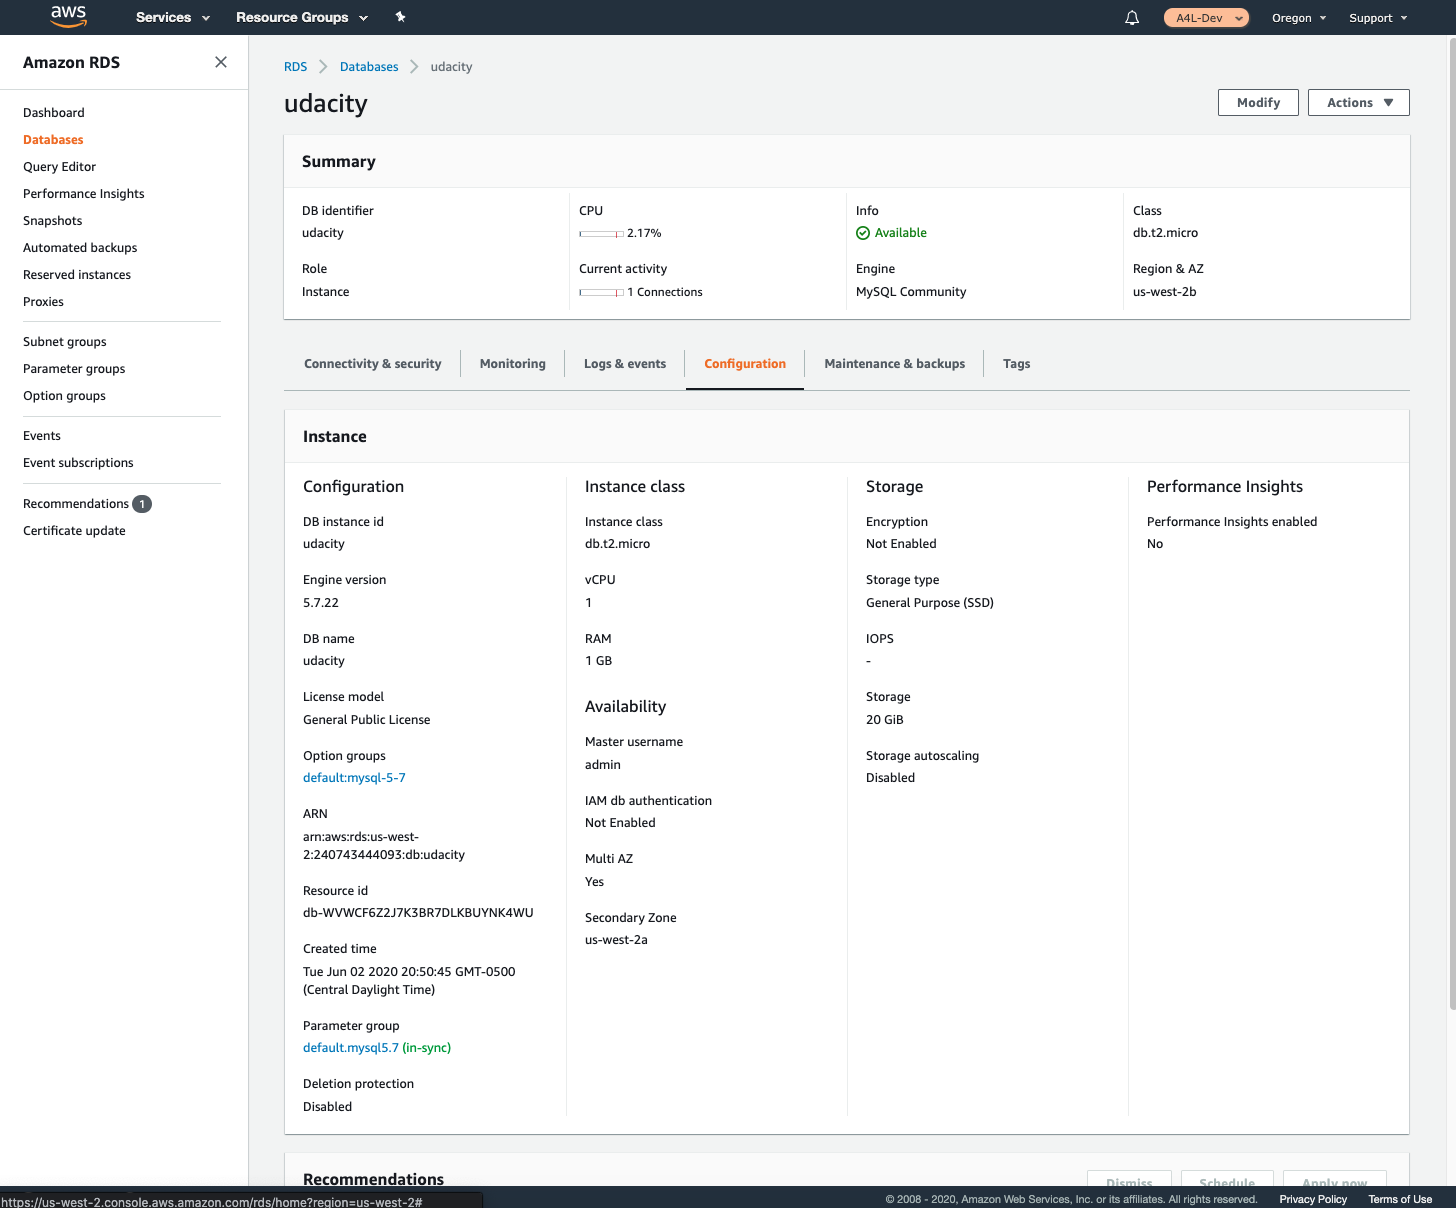 aws
Services
Resource Groups
A4L-Dev
Oregon
Support
Amazon RDS
Dashboard
Databases
Query Editor
Performance Insights
Snapshots
Automated backups
Reserved instances
Proxies
Subnet groups
Parameter groups
Option groups
Events
Event subscriptions
Recommendations 1
Certificate update
RDS > Databases > udacity
udacity
Modify
Actions
Summary
DB identifier
udacity
Role
Instance
CPU
2.17%
Current activity
1 Connections
Info
Available
Engine
MySQL Community
Class
db.t2.micro
Region & AZ
us-west-2b
Connectivity & security
Monitoring
Logs & events
Configuration
Maintenance & backups
Tags
Instance
Configuration
DB instance id
udacity
Engine version
5.7.22
DB name
udacity
License model
General Public License
Option groups
default:mysql-5-7
ARN
arn:aws:rds:us-west-
2:240743444093:db:udacity
Resource id
db-WVWCF6Z2J7K3BR7DLKBUYNK4WU
Created time
Tue Jun 02 2020 20:50:45 GMT-0500
(Central Daylight Time)
Parameter group
default.mysql5.7 (in-sync)
Deletion protection
Disabled
Instance class
Instance class
db.t2.micro
vCPU
1
RAM
1 GB
Availability
Master username
admin
IAM db authentication
Not Enabled
Multi AZ
Yes
Secondary Zone
us-west-2a
Storage
Encryption
Not Enabled
Storage type
General Purpose (SSD)
IOPS
-
Storage
20 GiB
Storage autoscaling
Disabled
Performance Insights
Performance Insights enabled
No
Recommendations
Dismiss
Schedule
Apply now
https://us-west-2.console.aws.amazon.com/rds/home?region=us-west-2#
© 2008 - 2020, Amazon Web Services, Inc. or its affiliates. All rights reserved.
Privacy Policy
Terms of Use